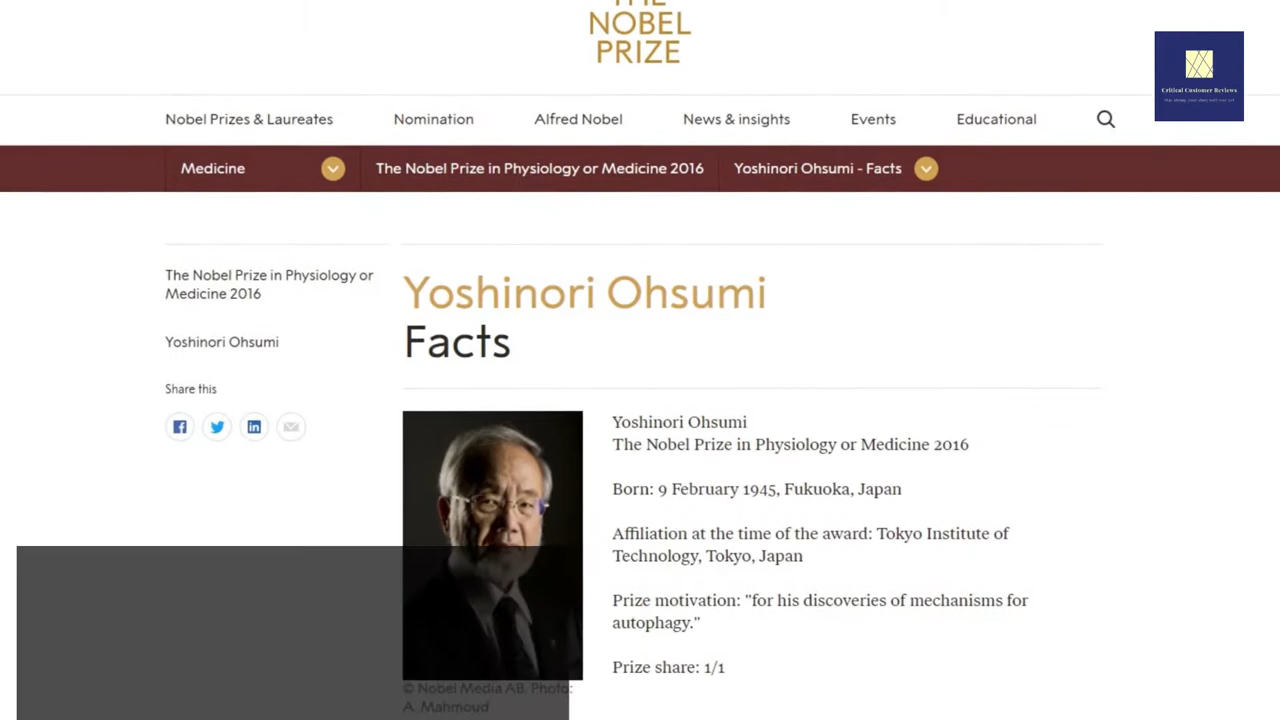 THE
NOBEL
PRIZE
Critical Customer Reviews
Nobel Prizes & Laureates
Nomination
Alfred Nobel
News & insights
Events
Educational
Medicine
The Nobel Prize in Physiology or Medicine 2016
Yoshinori Ohsumi - Facts
The Nobel Prize in Physiology or
Medicine 2016
Yoshinori Ohsumi
Share this
Yoshinori Ohsumi
Facts
Yoshinori Ohsumi
The Nobel Prize in Physiology or Medicine 2016
Born: 9 February 1945, Fukuoka, Japan
Affiliation at the time of the award: Tokyo Institute of
Technology, Tokyo, Japan
Prize motivation: "for his discoveries of mechanisms for
autophagy."
Prize share: 1/1
© Nobel Media AB. Photo:
A. Mahmoud